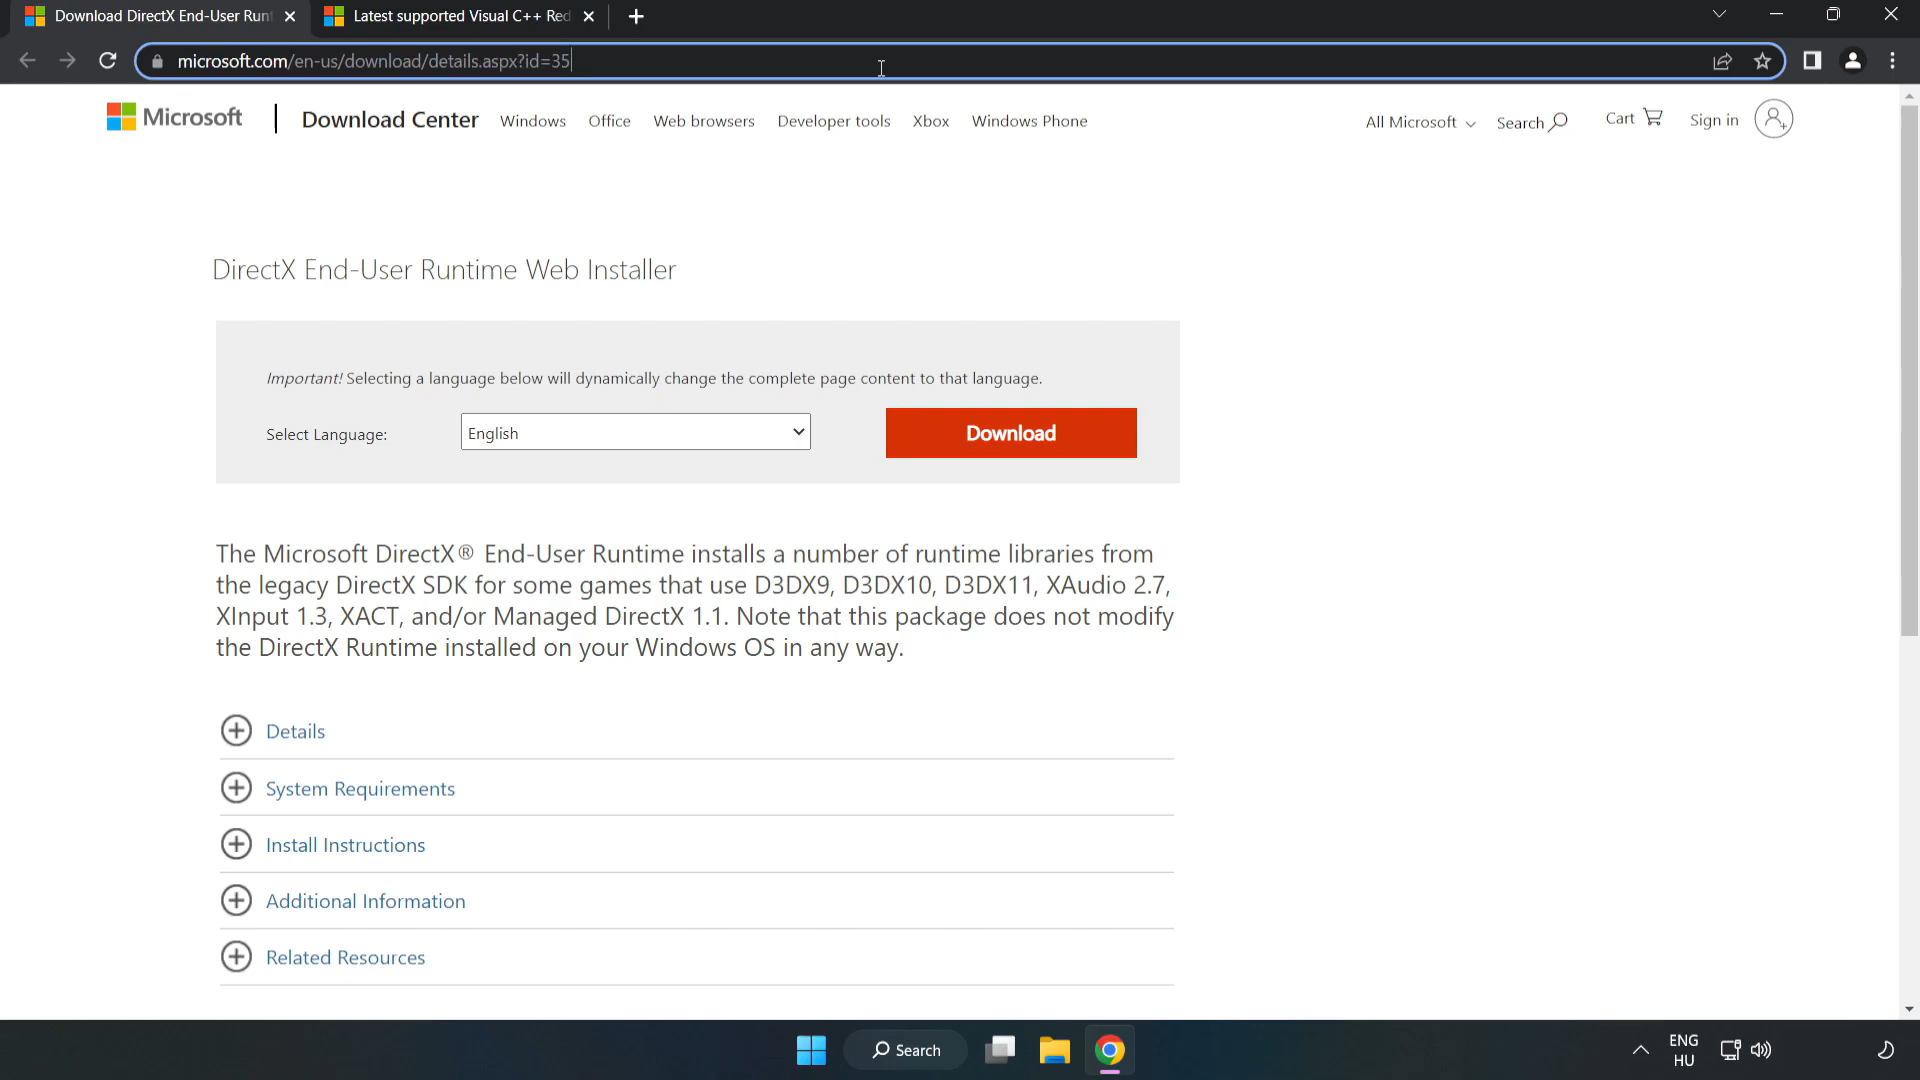 Download DirectX End-User Runt
Latest supported Visual C++ Red
microsoft.com/en-us/download/details.aspx?id=35
Microsoft
Download Center
Windows
Office
Web browsers
Developer tools
Xbox
Windows Phone
All Microsoft
Search
Cart
Sign in
DirectX End-User Runtime Web Installer
Important! Selecting a language below will dynamically change the complete page content to that language.
Select Language:
English
Download
The Microsoft DirectX® End-User Runtime installs a number of runtime libraries from
the legacy DirectX SDK for some games that use D3DX9, D3DX10, D3DX11, XAudio 2.7,
XInput 1.3, XACT, and/or Managed DirectX 1.1. Note that this package does not modify
the DirectX Runtime installed on your Windows OS in any way.
Details
System Requirements
Install Instructions
Additional Information
Related Resources
Search
ENG
HU